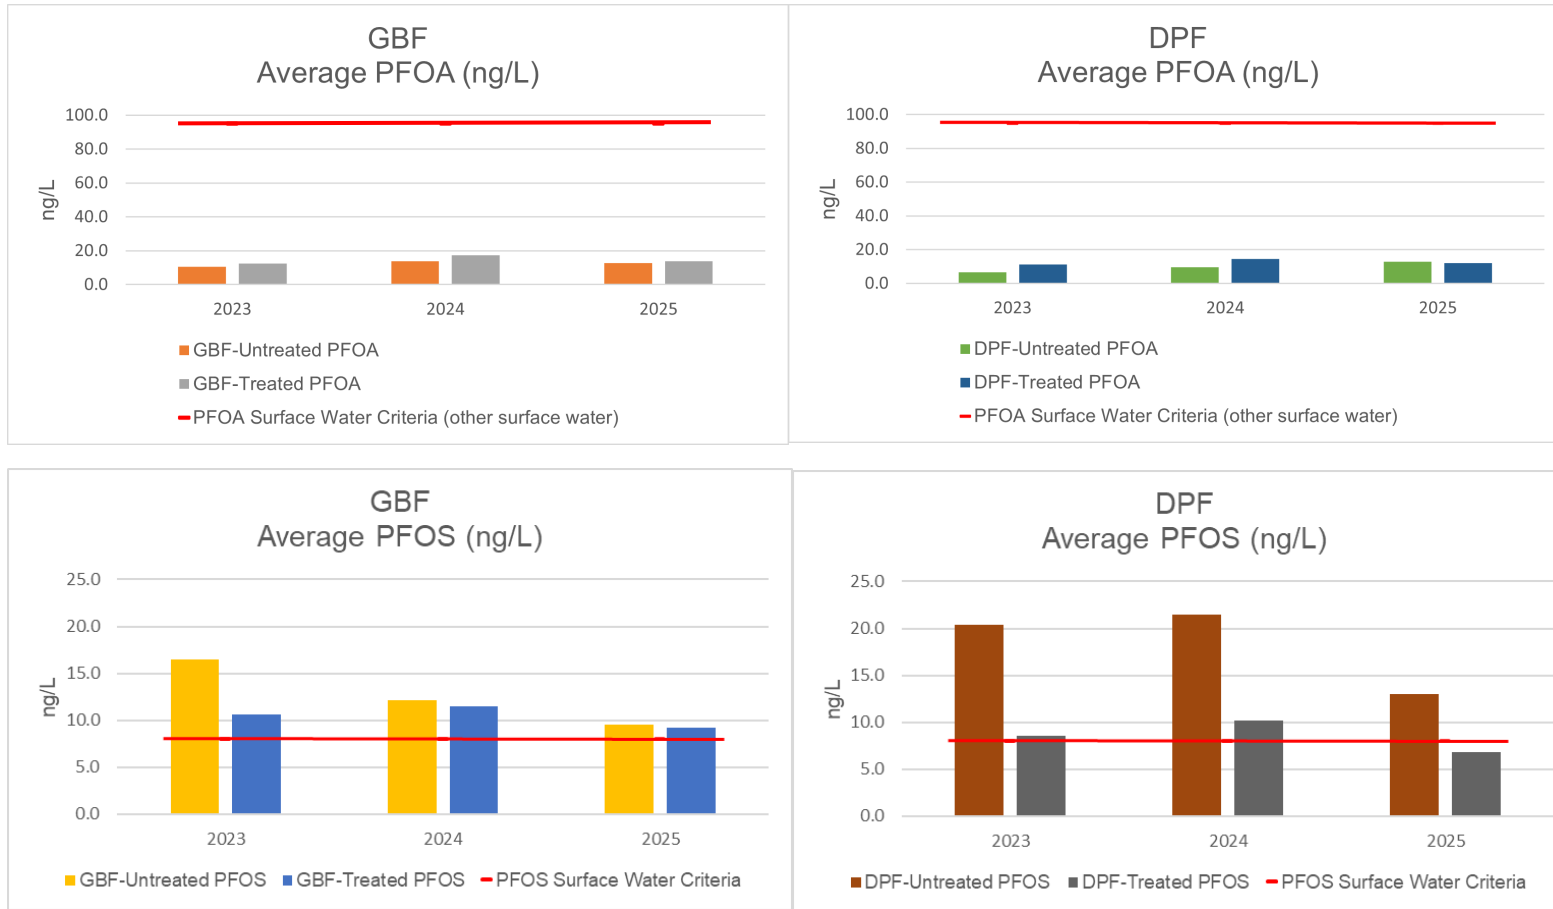 GBF
Average PFOA (ng/L)
100.0
80.0
60.0
40.0
20.0
0.0
ng/L
2023 2024 2025
GBF-Untreated PFOA
GBF-Treated PFOA
PFOA Surface Water Criteria (other surface water)
DPF
Average PFOA (ng/L)
100.0
80.0
60.0
40.0
20.0
0.0
ng/L
2023 2024 2025
DPF-Untreated PFOA
DPF-Treated PFOA
PFOA Surface Water Criteria (other surface water)
GBF
Average PFOS (ng/L)
25.0
20.0
15.0
10.0
5.0
0.0
ng/L
2023 2024 2025
GBF-Untreated PFOS GBF-Treated PFOS PFOS Surface Water Criteria
DPF
Average PFOS (ng/L)
25.0
20.0
15.0
10.0
5.0
0.0
ng/L
2023 2024 2025
DPF-Untreated PFOS DPF-Treated PFOS PFOS Surface Water Criteria